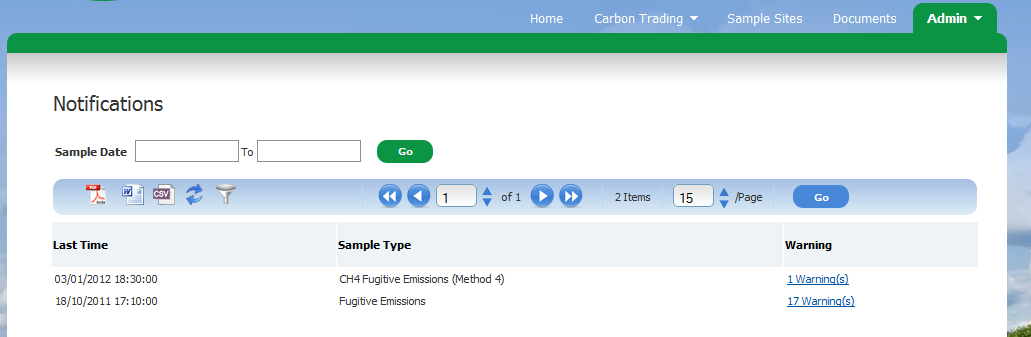 Home Carbon Trading Sample Sites Documents Admin
Notifications
Sample Date To Go
PDF W CSV 1 of 1 2 Items 15 /Page Go
Last Time Sample Type Warning
03/01/2012 18:30:00 CH4 Fugitive Emissions (Method 4) 1 Warning(s)
18/10/2011 17:10:00 Fugitive Emissions 17 Warning(s)